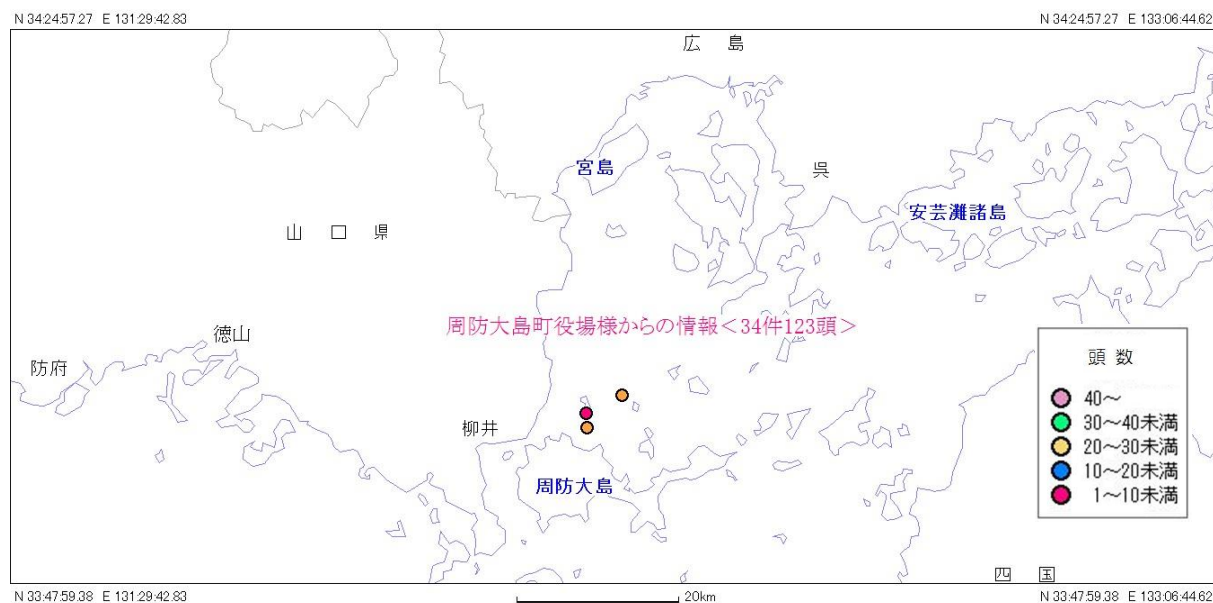 N 34:24:57.27 E 131:29:42.83
N 34:24:57.27 E 133:06:44.62
広 島
宮島
呉
安芸灘諸島
山 口 県
周防大島町役場様からの情報＜34件123頭＞
徳山
防府
頭 数
40～
30～40未満
20～30未満
10～20未満
1～10未満
柳井
周防大島
四 国
N 33:47:59.38 E 131:29:42.83
20km
N 33:47:59.38 E 133:06:44.62